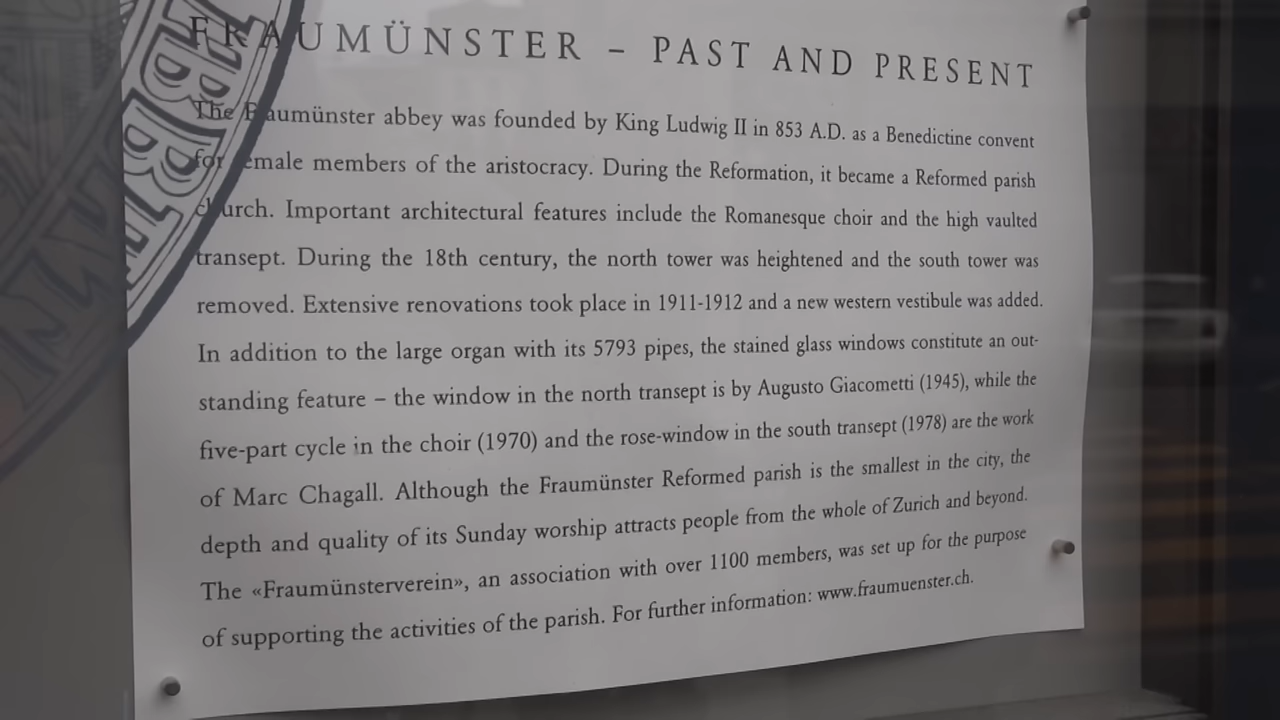 FRAUMÜNSTER – PAST AND PRESENT
The Fraumünster abbey was founded by King Ludwig II in 853 A.D. as a Benedictine convent
for female members of the aristocracy. During the Reformation, it became a Reformed parish
church. Important architectural features include the Romanesque choir and the high vaulted
transept. During the 18th century, the north tower was heightened and the south tower was
removed. Extensive renovations took place in 1911-1912 and a new western vestibule was added.
In addition to the large organ with its 5793 pipes, the stained glass windows constitute an out-
standing feature – the window in the north transept is by Augusto Giacometti (1945), while the
five-part cycle in the choir (1970) and the rose-window in the south transept (1978) are the work
of Marc Chagall. Although the Fraumünster Reformed parish is the smallest in the city, the
depth and quality of its Sunday worship attracts people from the whole of Zurich and beyond.
The «Fraumünsterverein», an association with over 1100 members, was set up for the purpose
of supporting the activities of the parish. For further information: www.fraumuenster.ch.